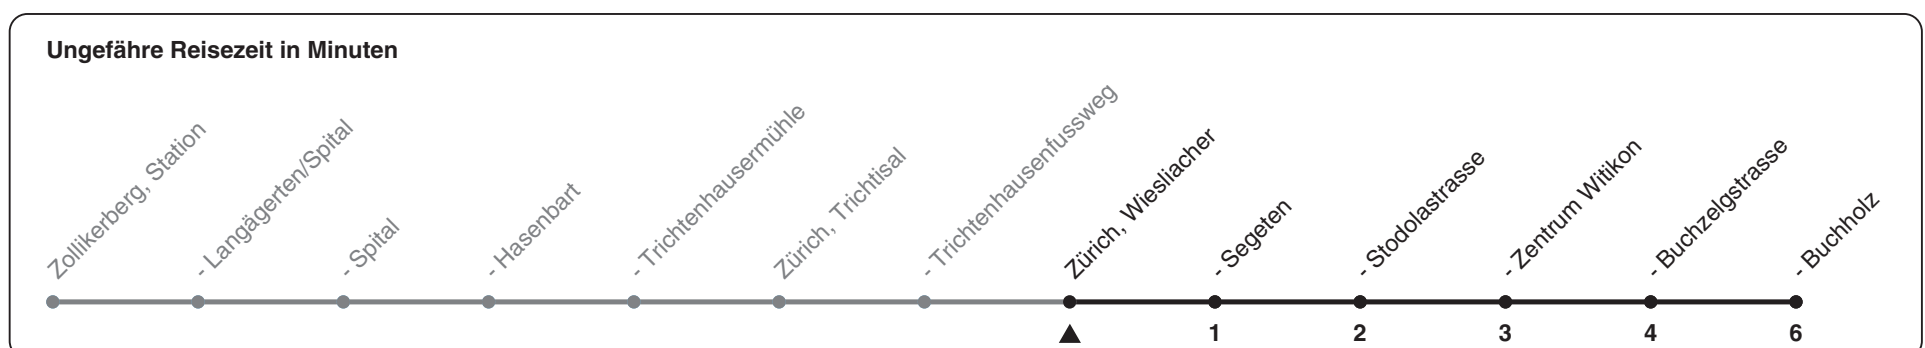 Ungefähre Reisezeit in Minuten
Zollikerberg, Station
- Langägerten/Spital
- Spital
- Hasenbart
- Trichtenhausermühle
Zürich, Trichtisal
- Trichtenhausenfussweg
Zürich, Wiesliacher
- Segeten
- Stodolastrasse
- Zentrum Witikon
- Buchzelgstrasse
- Buchholz
1 2 3 4 6